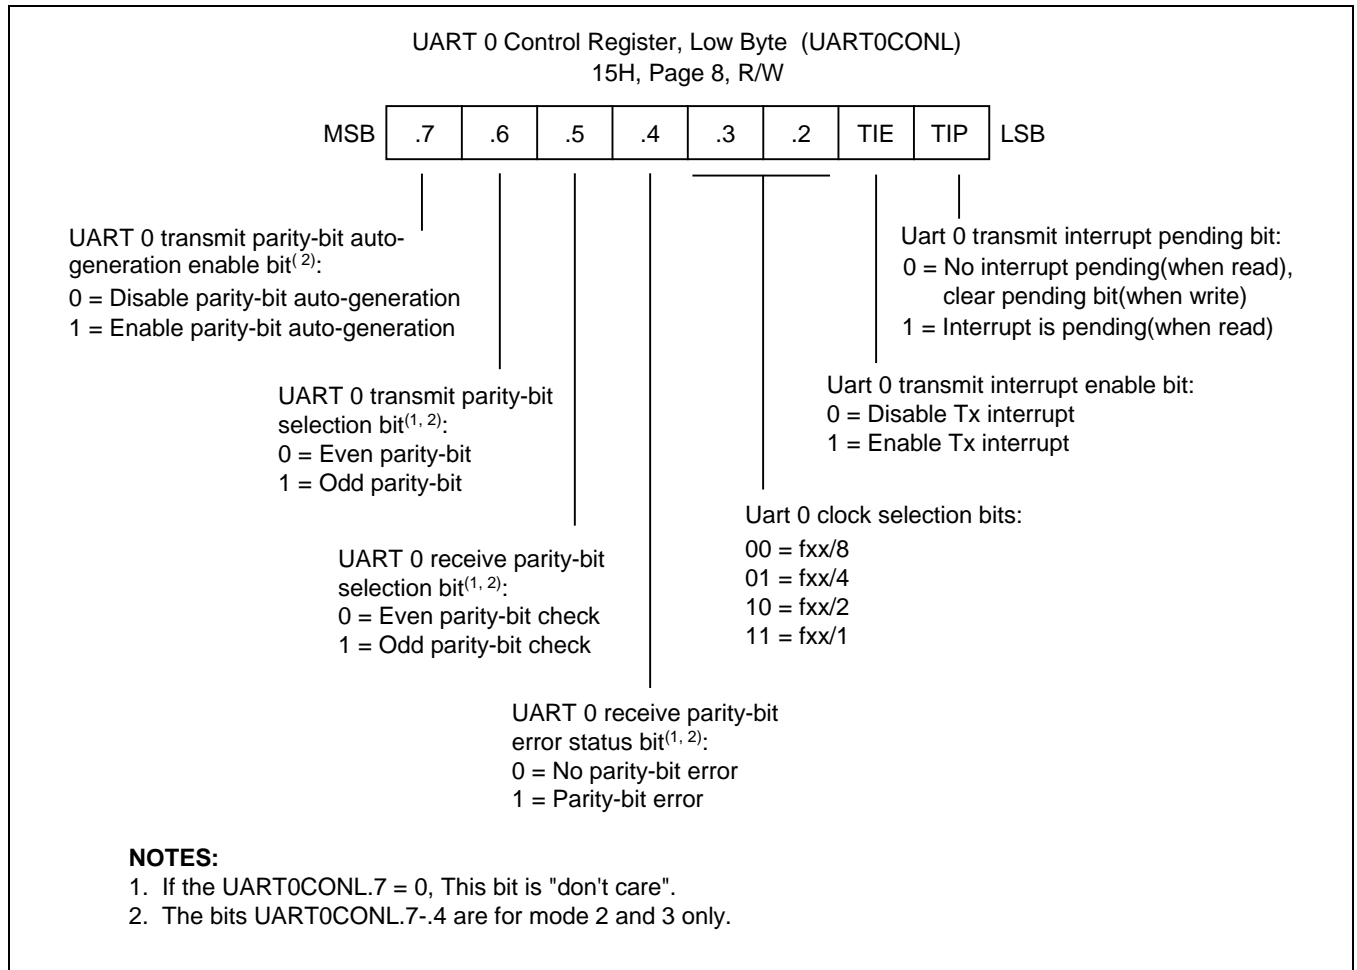 UART 0 Control Register, Low Byte (UART0CONL)
15H, Page 8, R/W
MSB .7 .6 .5 .4 .3 .2 TIE TIP LSB
UART 0 transmit parity-bit auto-
generation enable bit( 2):
0 = Disable parity-bit auto-generation
1 = Enable parity-bit auto-generation
Uart 0 transmit interrupt pending bit:
0 = No interrupt pending(when read),
clear pending bit(when write)
1 = Interrupt is pending(when read)
UART 0 transmit parity-bit
selection bit(1, 2):
0 = Even parity-bit
1 = Odd parity-bit
Uart 0 transmit interrupt enable bit:
0 = Disable Tx interrupt
1 = Enable Tx interrupt
UART 0 receive parity-bit
selection bit(1, 2):
0 = Even parity-bit check
1 = Odd parity-bit check
Uart 0 clock selection bits:
00 = fxx/8
01 = fxx/4
10 = fxx/2
11 = fxx/1
UART 0 receive parity-bit
error status bit(1, 2):
0 = No parity-bit error
1 = Parity-bit error
NOTES:
1. If the UART0CONL.7 = 0, This bit is "don't care".
2. The bits UART0CONL.7-.4 are for mode 2 and 3 only.